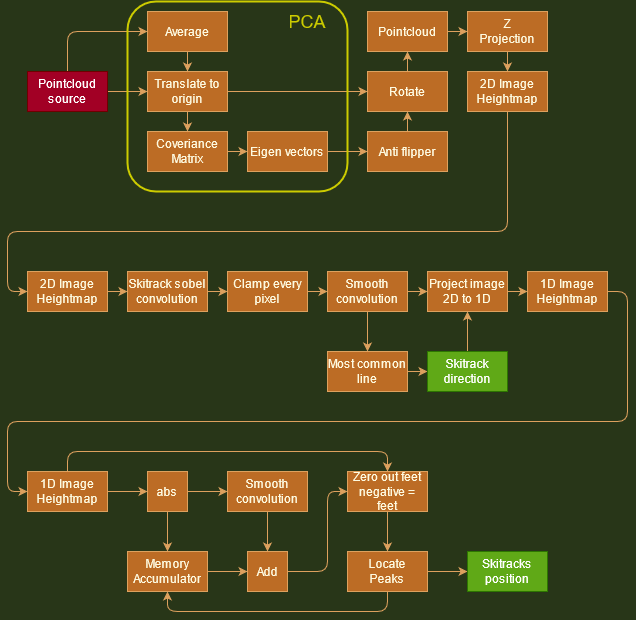 PCA
Average
Pointcloud
Z
Projection
Pointcloud
source
Translate to
origin
Rotate
2D Image
Heightmap
Coveriance
Matrix
Eigen vectors
Anti flipper
2D Image
Heightmap
Skitrack sobel
convolution
Clamp every
pixel
Smooth
convolution
Project image
2D to 1D
1D Image
Heightmap
Most common
line
Skitrack
direction
1D Image
Heightmap
abs
Smooth
convolution
Zero out feet
negative =
feet
Memory
Accumulator
Add
Locate
Peaks
Skitracks
position